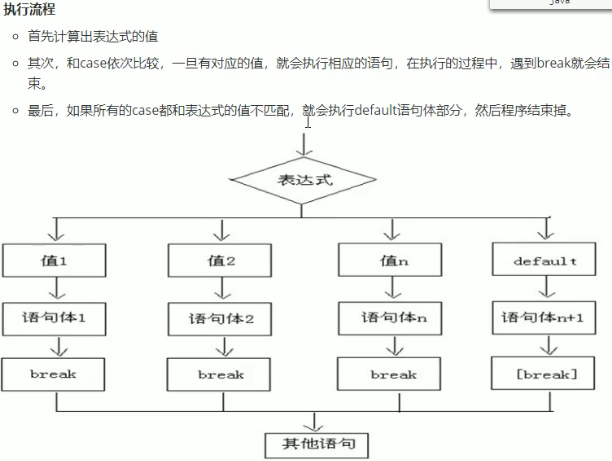 java
执行流程
首先计算出表达式的值
其次，和case依次比较，一旦有对应的值，就会执行相应的语句，在执行的过程中，遇到break就会结
束。
最后，如果所有的case都和表达式的值不匹配，就会执行default语句体部分，然后程序结束掉。
表达式
值1
值2
值n
default
语句体1
语句体2
语句体n
语句体n+1
break
break
break
[break]
其他语句